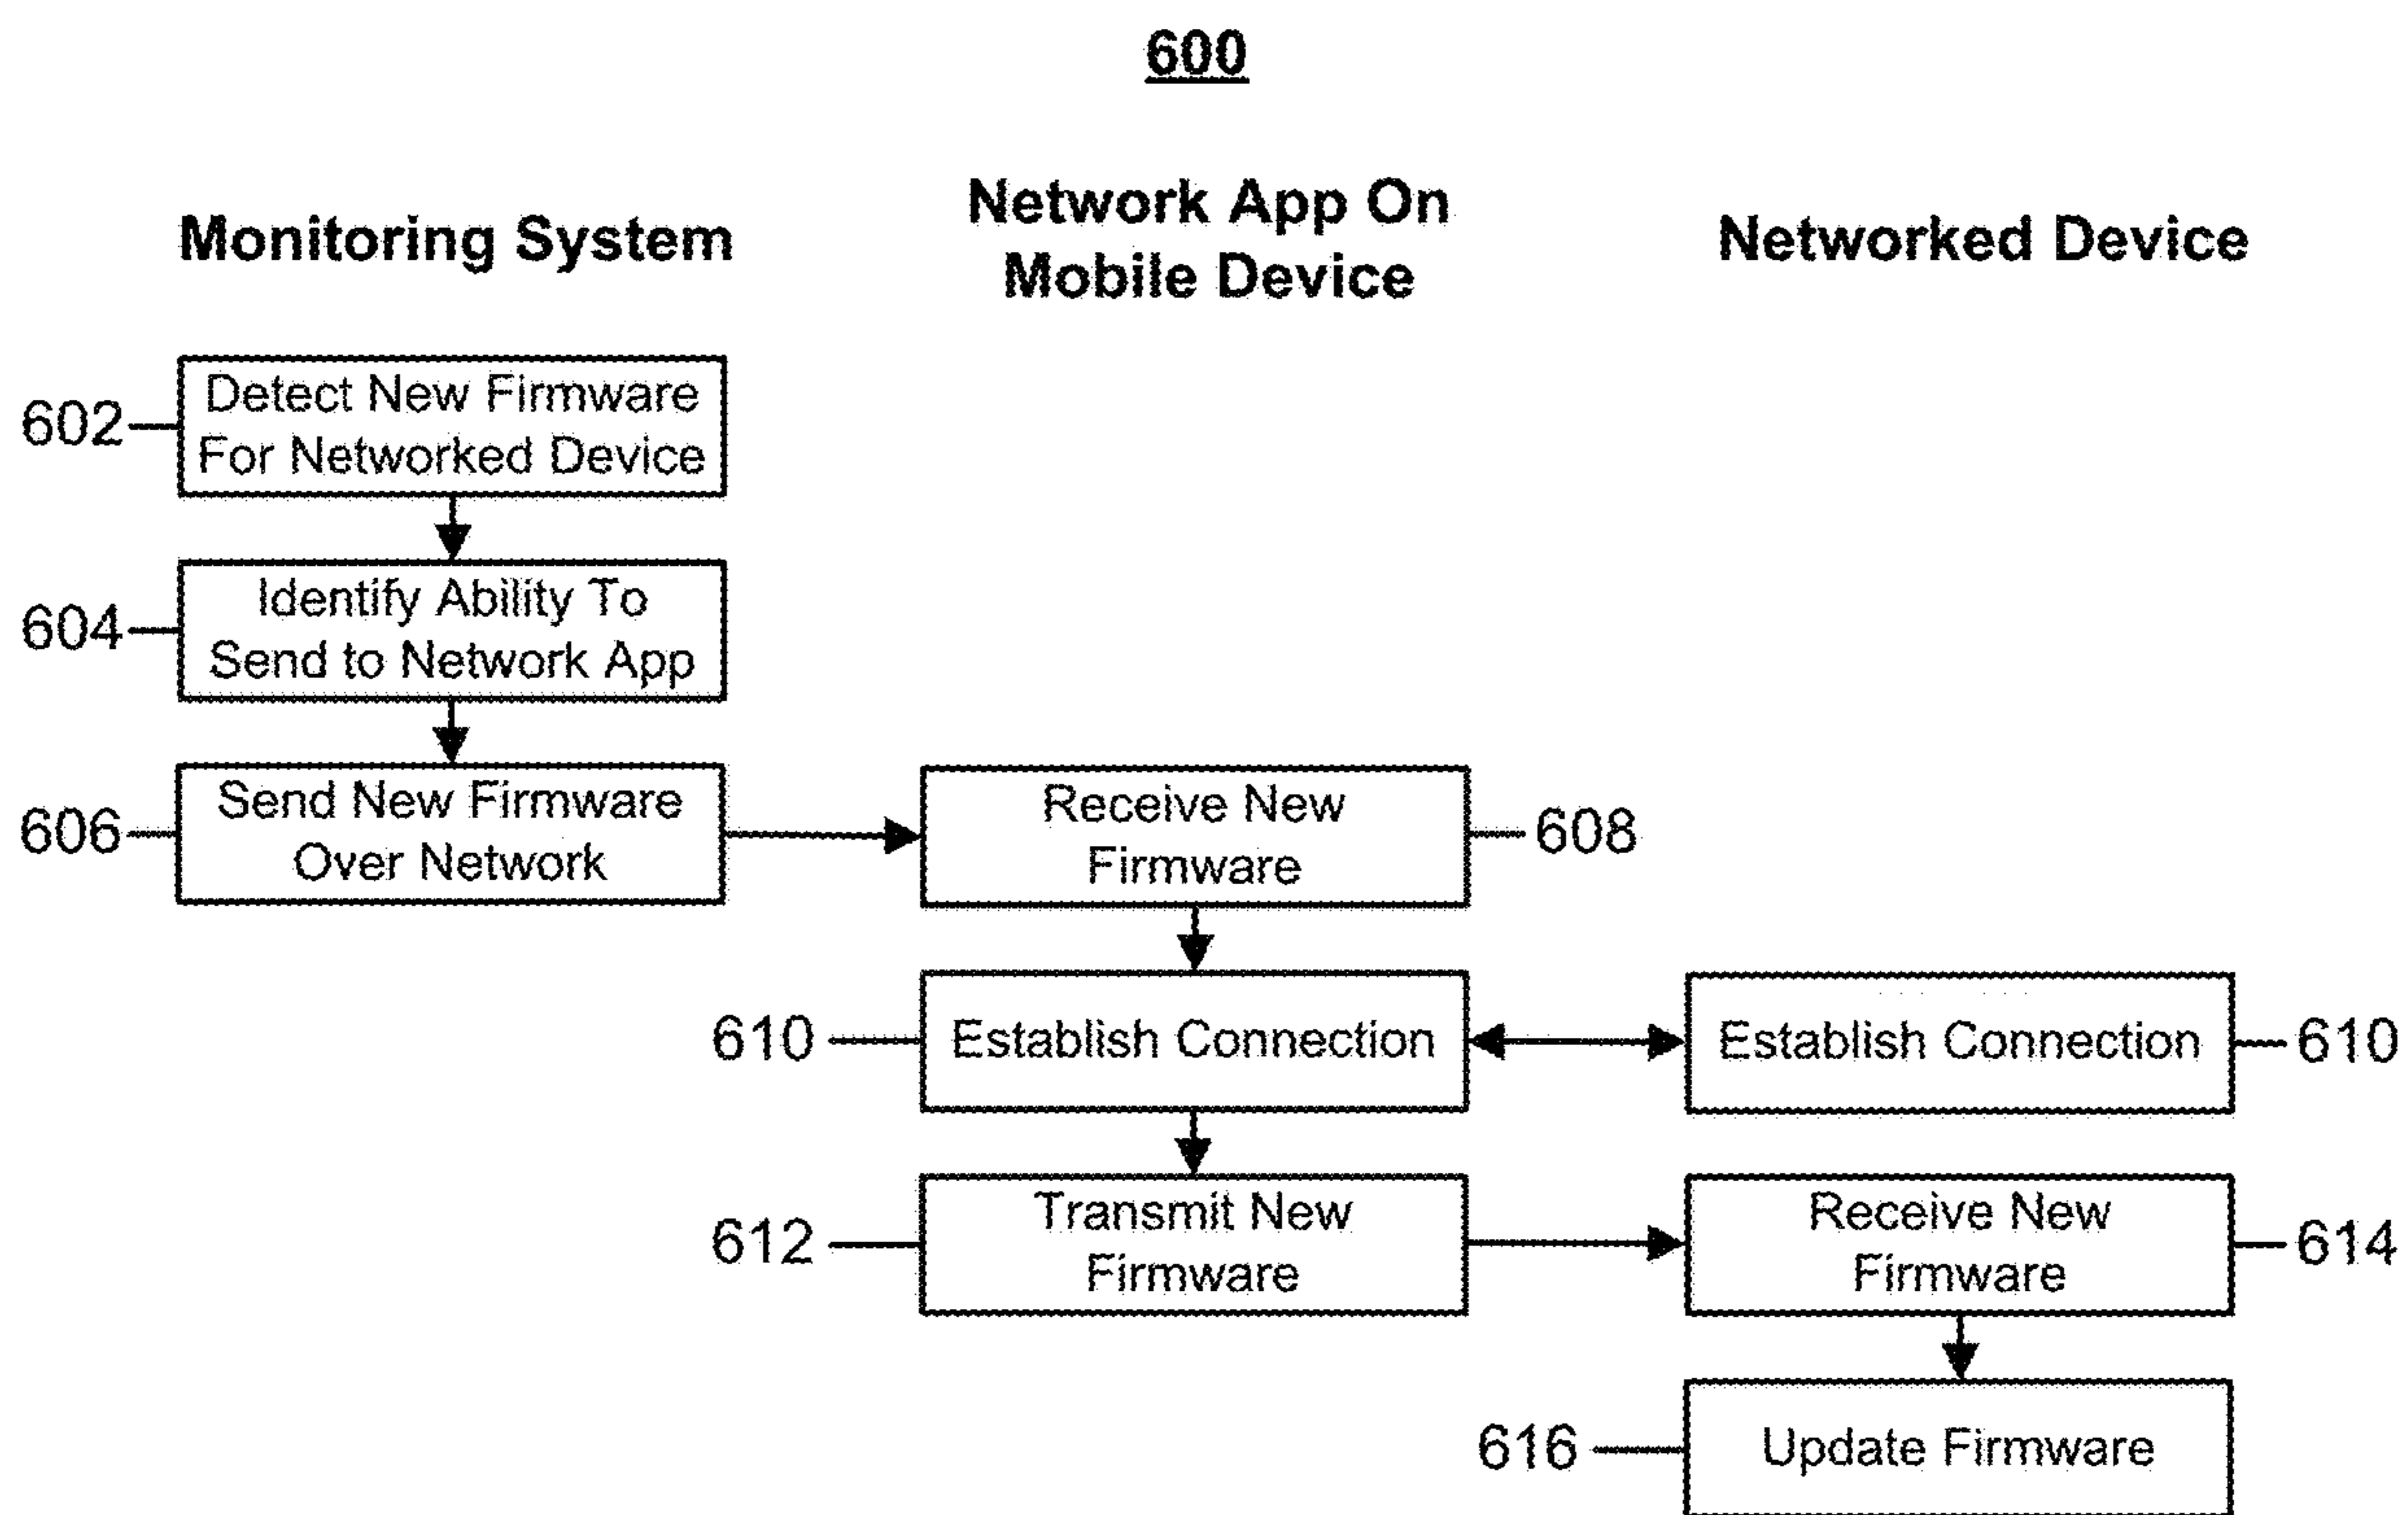 600
Monitoring System
Network App On
Mobile Device
Networked Device
602
Detect New Firmware
For Networked Device
604
Identify Ability To
Send to Network App
606
Send New Firmware
Over Network
Receive New
Firmware
608
610
Establish Connection
Establish Connection
610
612
Transmit New
Firmware
Receive New
Firmware
614
616
Update Firmware